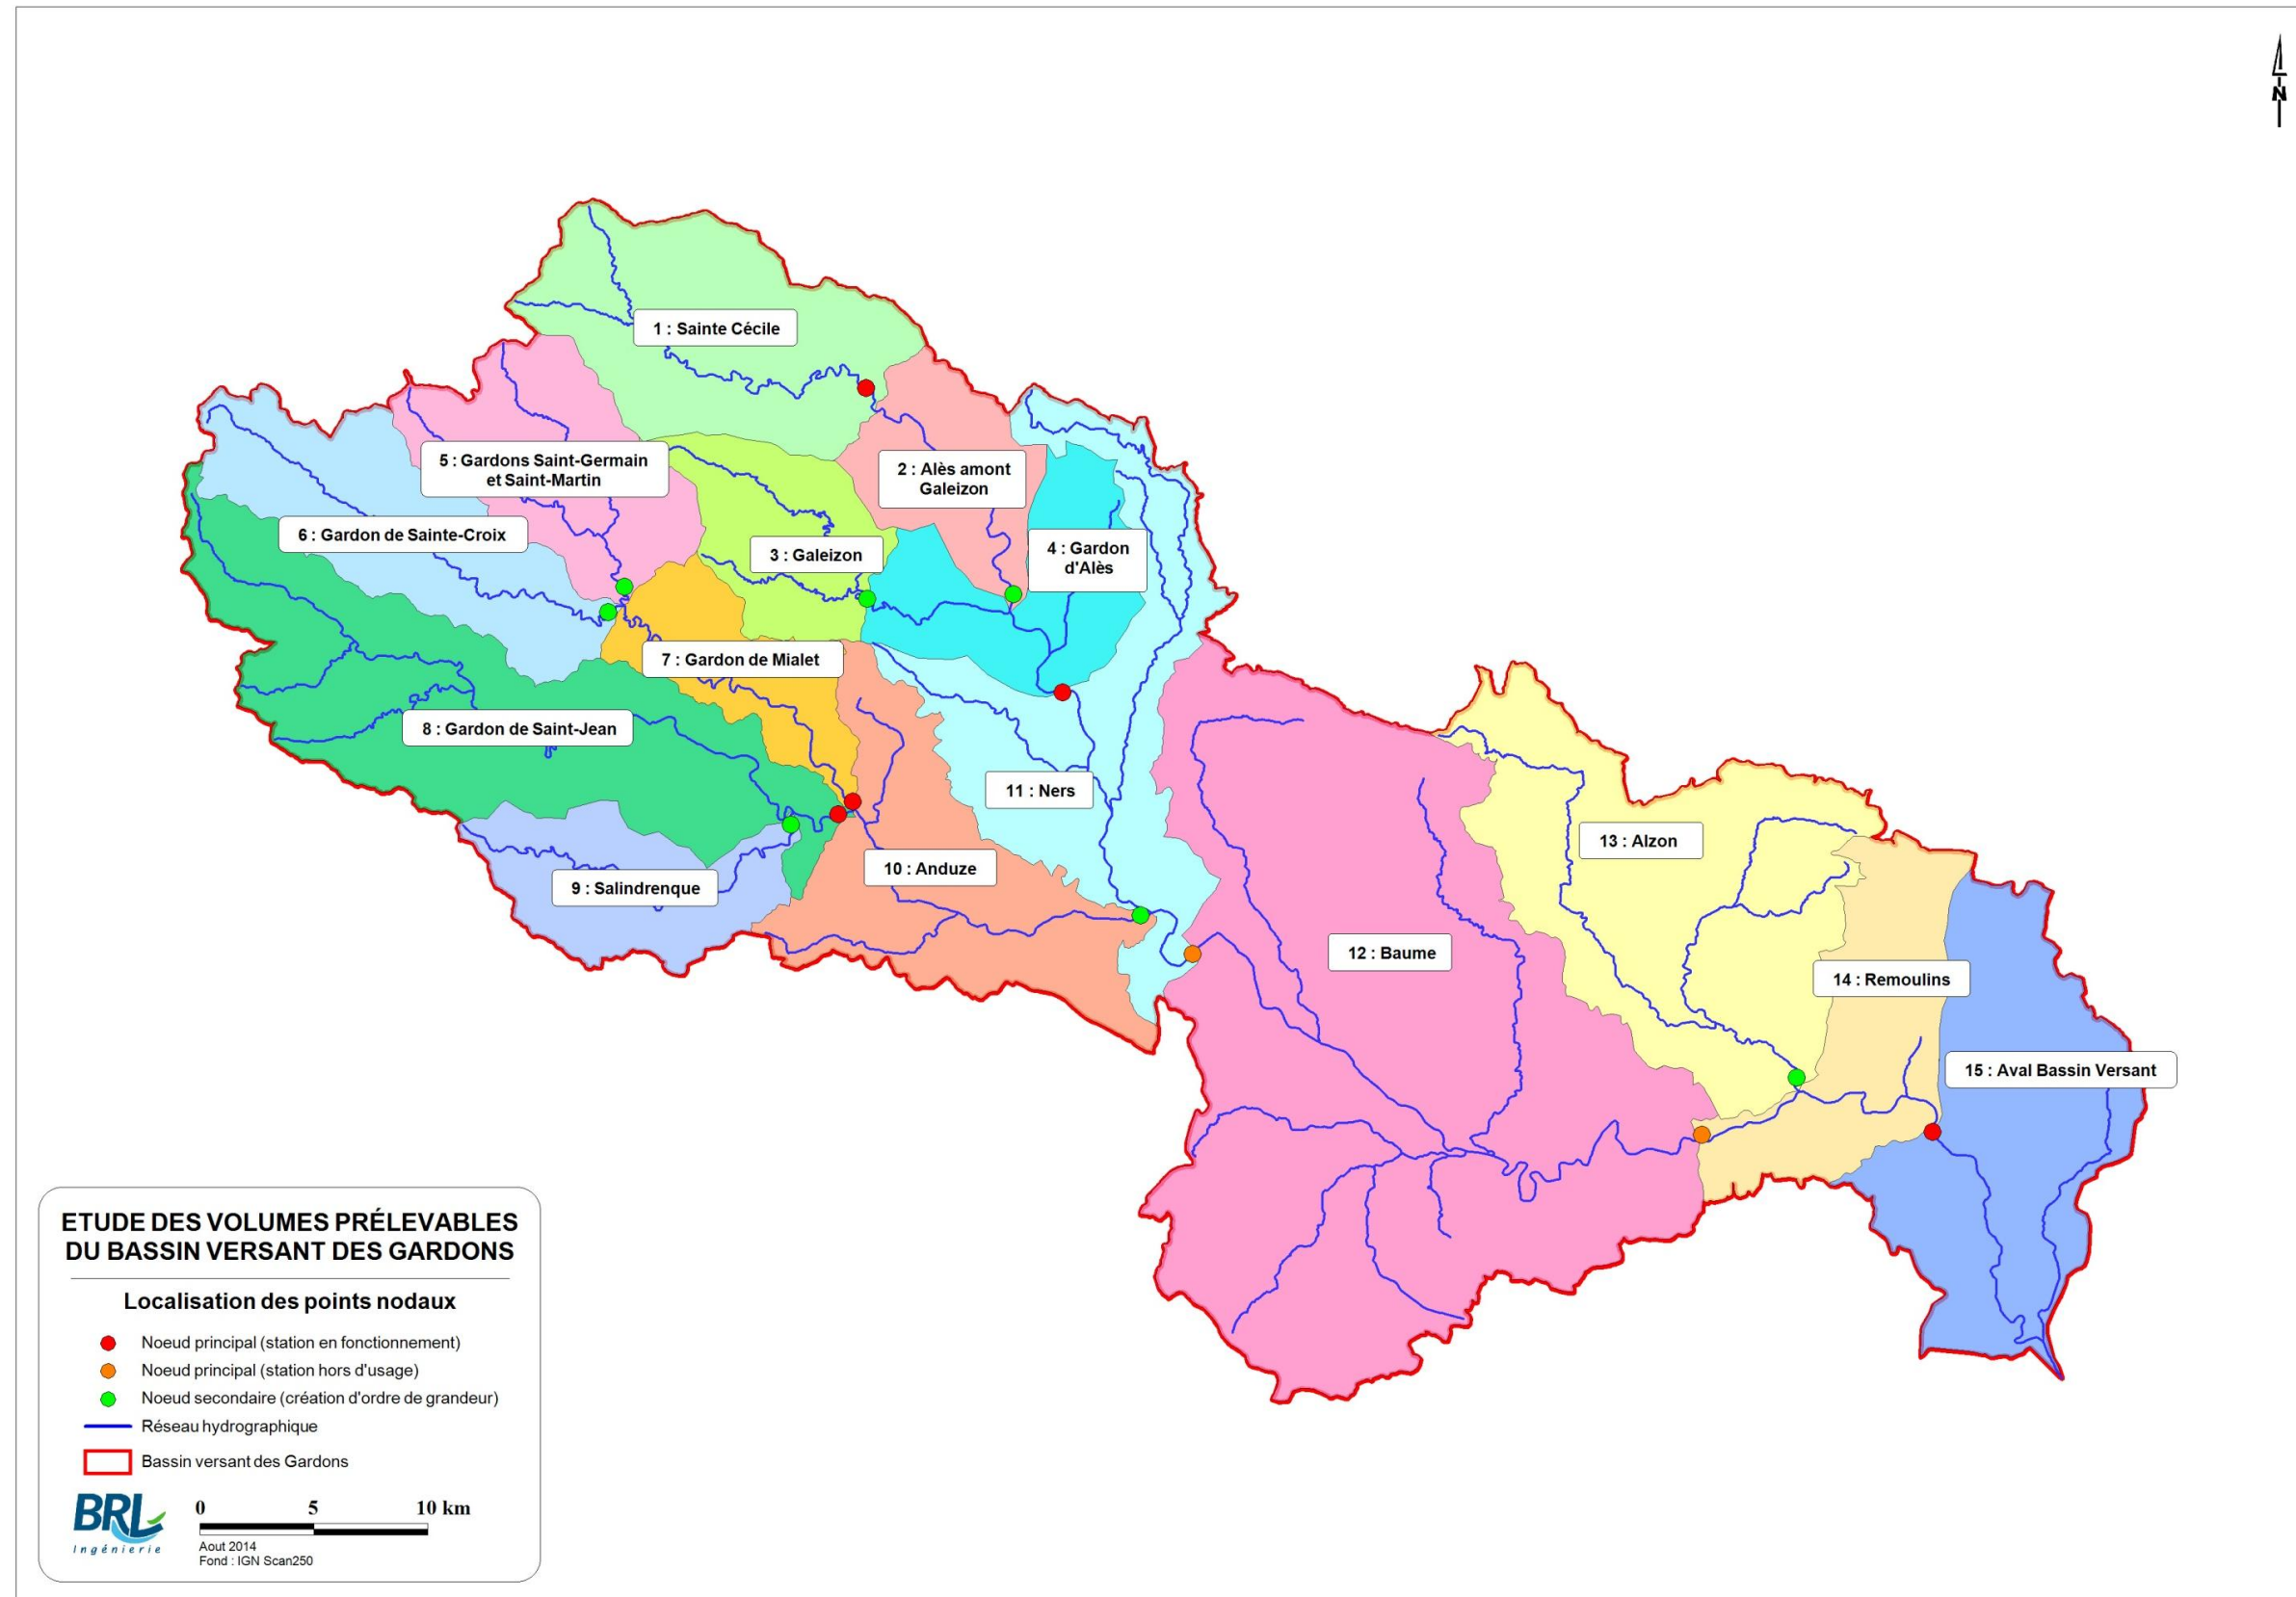 N
1 : Sainte Cécile
5 : Gardons Saint-Germain
et Saint-Martin
2 : Alès amont
Galeizon
6 : Gardon de Sainte-Croix
3 : Galeizon
4 : Gardon
d'Alès
7 : Gardon de Mialet
8 : Gardon de Saint-Jean
11 : Ners
13 : Alzon
10 : Anduze
9 : Salindrenque
12 : Baume
14 : Remoulins
15 : Aval Bassin Versant
ETUDE DES VOLUMES PRÉLEVABLES
DU BASSIN VERSANT DES GARDONS
Localisation des points nodaux
Noeud principal (station en fonctionnement)
Noeud principal (station hors d'usage)
Noeud secondaire (création d'ordre de grandeur)
Réseau hydrographique
Bassin versant des Gardons
BRL
Ingénierie
0 5 10 km
Aout 2014
Fond : IGN Scan250